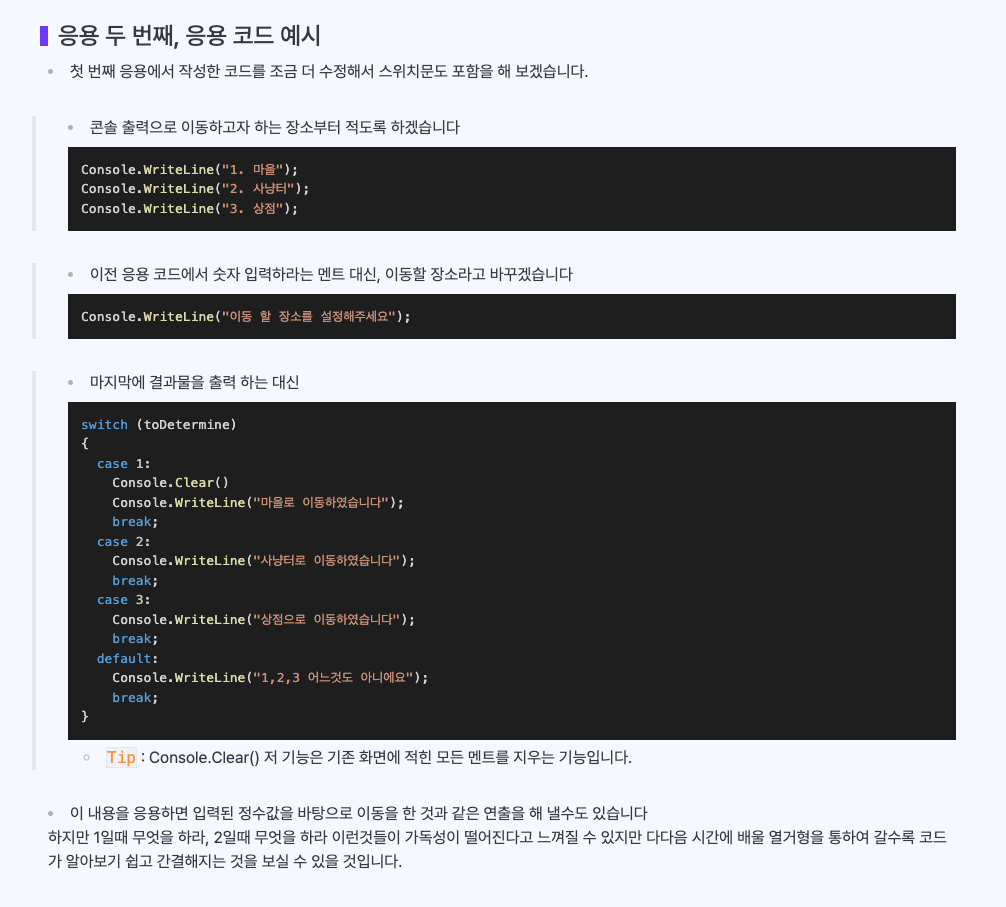 응용 두 번째, 응용 코드 예시
첫 번째 응용에서 작성한 코드를 조금 더 수정해서 스위치문도 포함을 해 보겠습니다.
콘솔 출력으로 이동하고자 하는 장소부터 적도록 하겠습니다
Console.WriteLine("1. 마을");
Console.WriteLine("2. 사냥터");
Console.WriteLine("3. 상점");
이전 응용 코드에서 숫자 입력하라는 멘트 대신, 이동할 장소라고 바꾸겠습니다
Console.WriteLine("이동 할 장소를 설정해주세요");
마지막에 결과물을 출력 하는 대신
switch (toDetermine)
{
  case 1:
    Console.Clear()
    Console.WriteLine("마을로 이동하였습니다");
    break;
  case 2:
    Console.WriteLine("사냥터로 이동하였습니다");
    break;
  case 3:
    Console.WriteLine("상점으로 이동하였습니다");
    break;
  default:
    Console.WriteLine("1,2,3 어느것도 아니에요");
    break;
}
Tip : Console.Clear() 저 기능은 기존 화면에 적힌 모든 멘트를 지우는 기능입니다.
이 내용을 응용하면 입력된 정수값을 바탕으로 이동을 한 것과 같은 연출을 해 낼수도 있습니다
하지만 1일때 무엇을 하라, 2일때 무엇을 하라 이런것들이 가독성이 떨어진다고 느껴질 수 있지만 다다음 시간에 배울 열거형을 통하여 갈수록 코드
가 알아보기 쉽고 간결해지는 것을 보실 수 있을 것입니다.